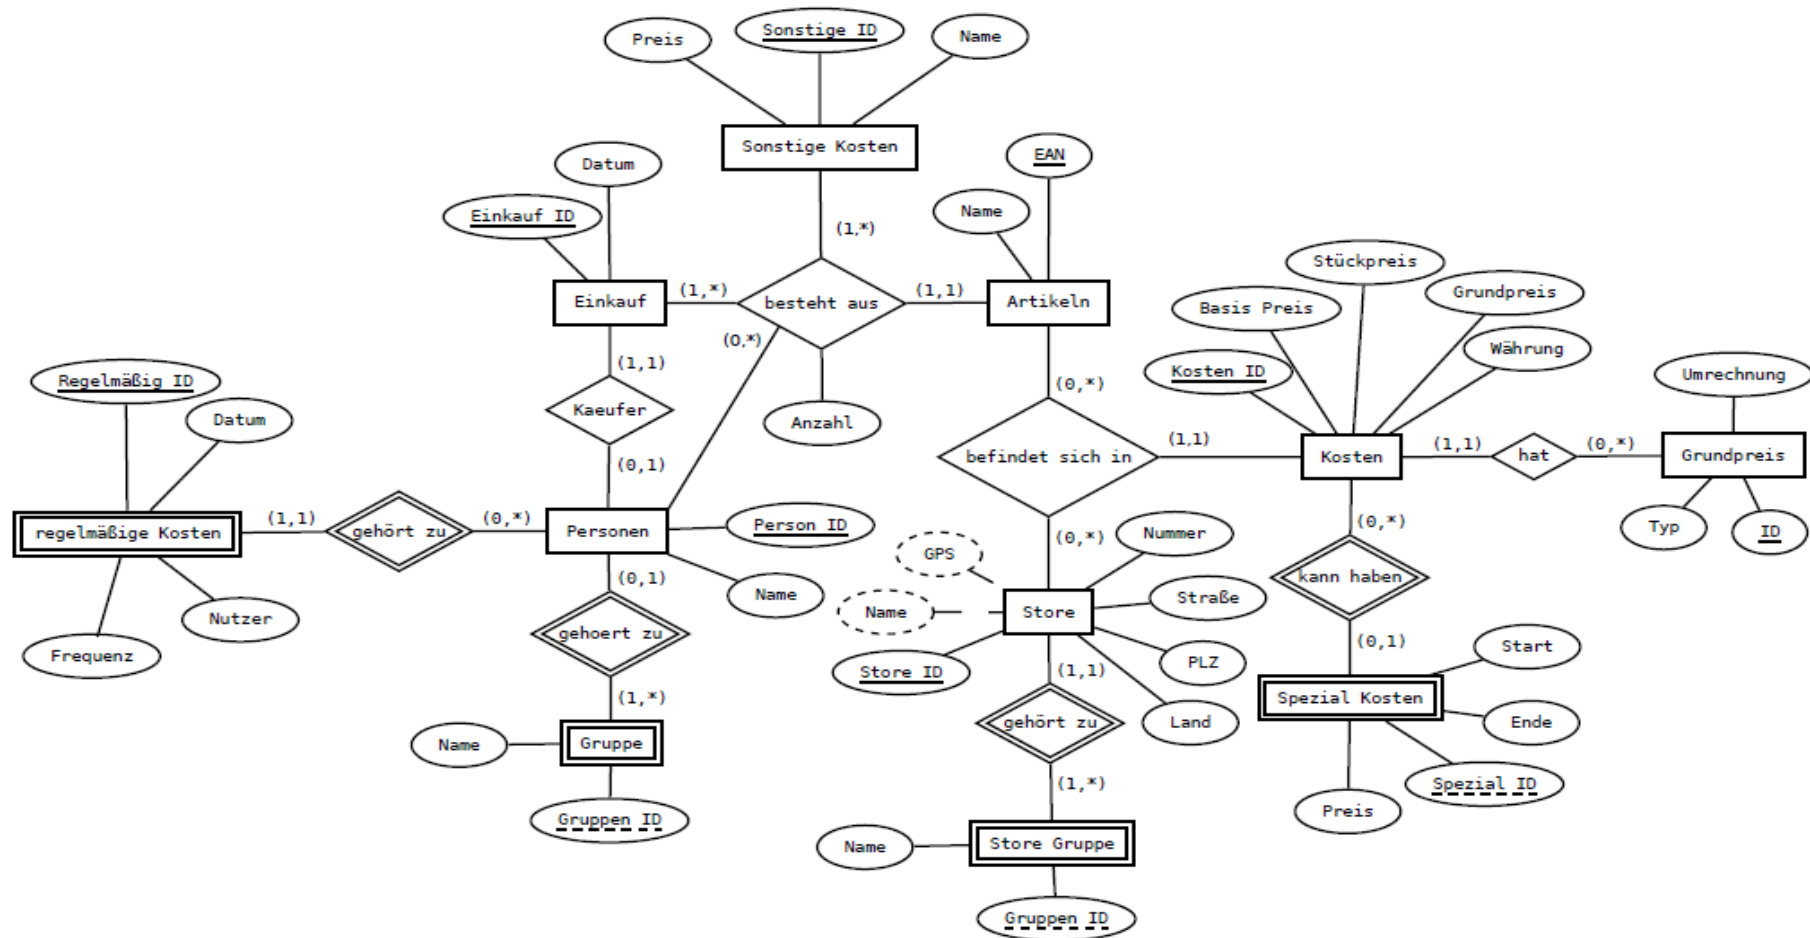 Preis
Sonstige ID
Name
Sonstige Kosten
Datum
EAN
Einkauf ID
Name
(1,*)
Einkauf
(1,*)
besteht aus
(1,1)
Artikeln
Stückpreis
Basis Preis
Grundpreis
(0,*)
Währung
(1,1)
Kosten ID
Umrechnung
Regelmäßig ID
(0,*)
Kaeufer
Anzahl
Datum
befindet sich in
(1,1)
Kosten
(1,1)
hat
(0,*)
Grundpreis
(0,1)
regelmäßige Kosten
(1,1)
gehört zu
(0,*)
Personen
Person ID
(0,*)
Typ
ID
(0,*)
Nummer
GPS
(0,1)
kann haben
Name
Name
Store
Straße
Nutzer
gehoert zu
(0,1)
Start
Frequenz
Store ID
(1,1)
PLZ
(1,*)
Spezial Kosten
gehört zu
Land
Ende
Name
Gruppe
(1,*)
Spezial ID
Preis
Gruppen ID
Name
Store Gruppe
Gruppen ID